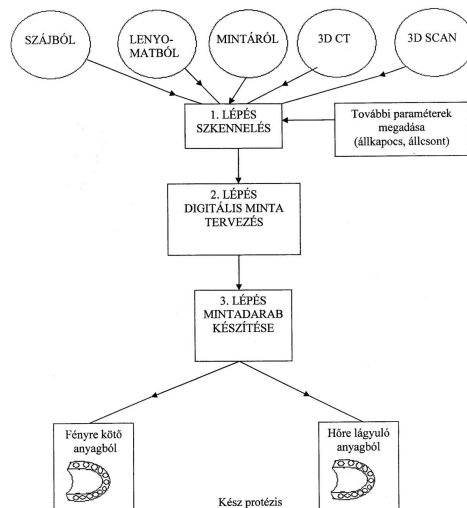 SZÁJBÓL
LENYO-
MATBÓL
MINTÁRÓL
3D CT
3D SCAN
1. LÉPÉS
SZKENNELÉS
További paraméterek
megadása
(állkapocs, állcsont)
2. LÉPÉS
DIGITÁLIS MINTA
TERVEZÉS
3. LÉPÉS
MINTADARAB
KÉSZÍTÉSE
Fényre kötő
anyagból
Hőre lágyuló
anyagból
Kész protézis